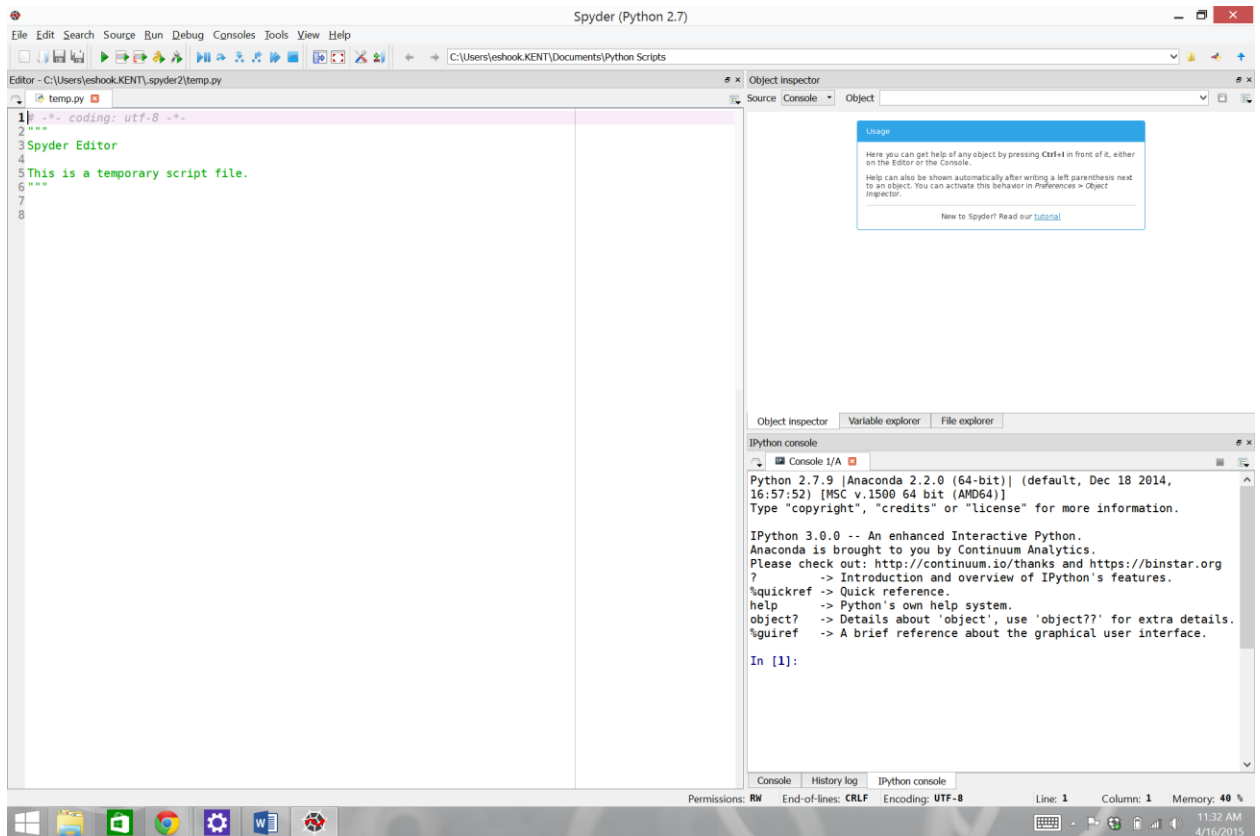 Spyder (Python 2.7)
File Edit Search Source Run Debug Consoles Tools View Help
C:\Users\eshook.KENT\Documents\Python Scripts
Editor - C:\Users\eshook.KENT\.spyder2\temp.py
temp.py
1 # -*- coding: utf-8 -*-
2 """
3 Spyder Editor
4
5 This is a temporary script file.
6 """
7
8
Object inspector
Source Console Object
Usage
Here you can get help of any object by pressing Ctrl+I in front of it, either
on the Editor or the Console.
Help can also be shown automatically after writing a left parenthesis next
to an object. You can activate this behavior in Preferences > Object
Inspector.
New to Spyder? Read our tutorial
Object inspector Variable explorer File explorer
IPython console
Console 1/A
Python 2.7.9 |Anaconda 2.2.0 (64-bit)| (default, Dec 18 2014,
16:57:52) [MSC v.1500 64 bit (AMD64)]
Type "copyright", "credits" or "license" for more information.
IPython 3.0.0 -- An enhanced Interactive Python.
Anaconda is brought to you by Continuum Analytics.
Please check out: http://continuum.io/thanks and https://binstar.org
? -> Introduction and overview of IPython's features.
%quickref -> Quick reference.
help -> Python's own help system.
object? -> Details about 'object', use 'object??' for extra details.
%guiref -> A brief reference about the graphical user interface.
In [1]:
Console History log IPython console
Permissions: RW End-of-lines: CRLF Encoding: UTF-8 Line: 1 Column: 1 Memory: 40 %
11:32 AM
4/16/2015